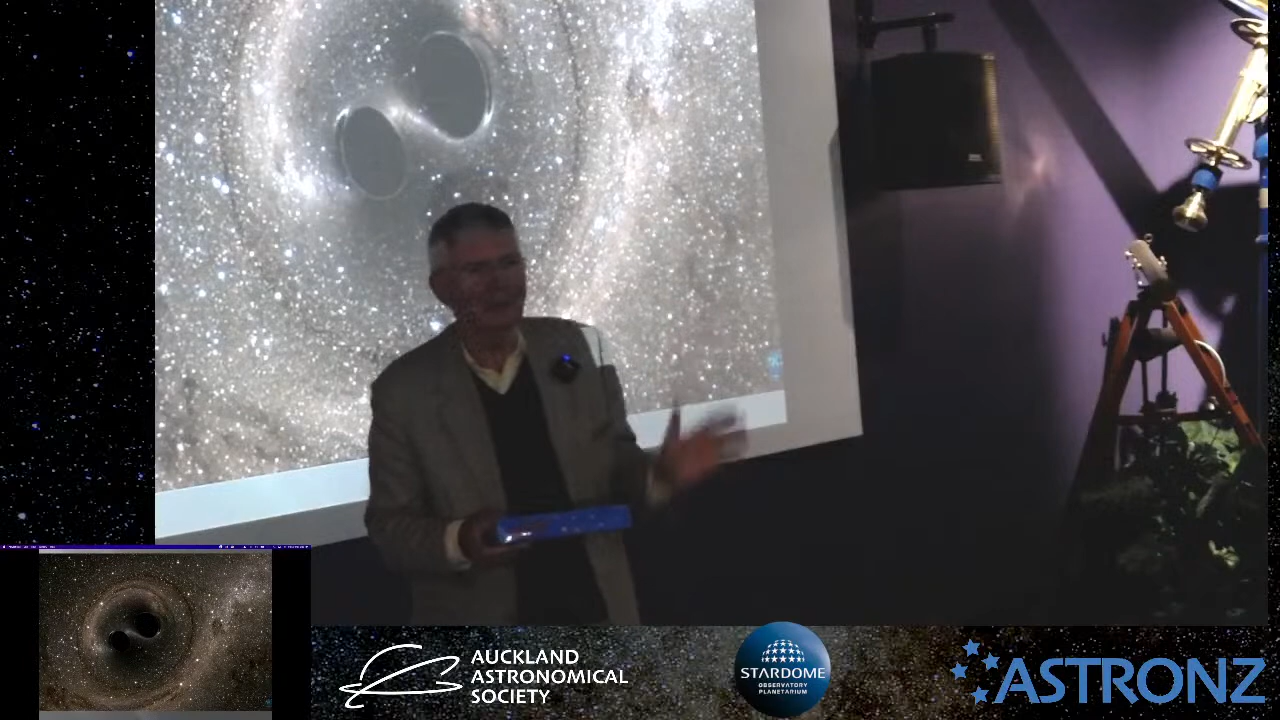 AUCKLAND
ASTRONOMICAL
SOCIETY
STARDOME
OBSERVATORY
PLANETARIUM
ASTRONZ